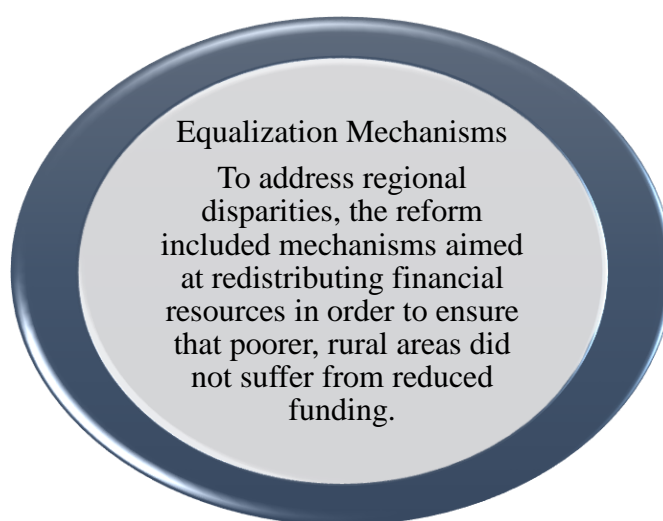 Equalization Mechanisms
To address regional
disparities, the reform
included mechanisms aimed
at redistributing financial
resources in order to ensure
that poorer, rural areas did
not suffer from reduced
funding.